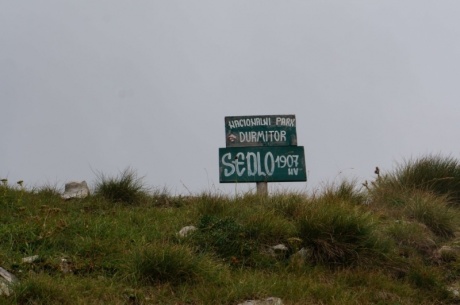 NACIONALNI PARK
DURMITOR
SEDLO 1907
NV